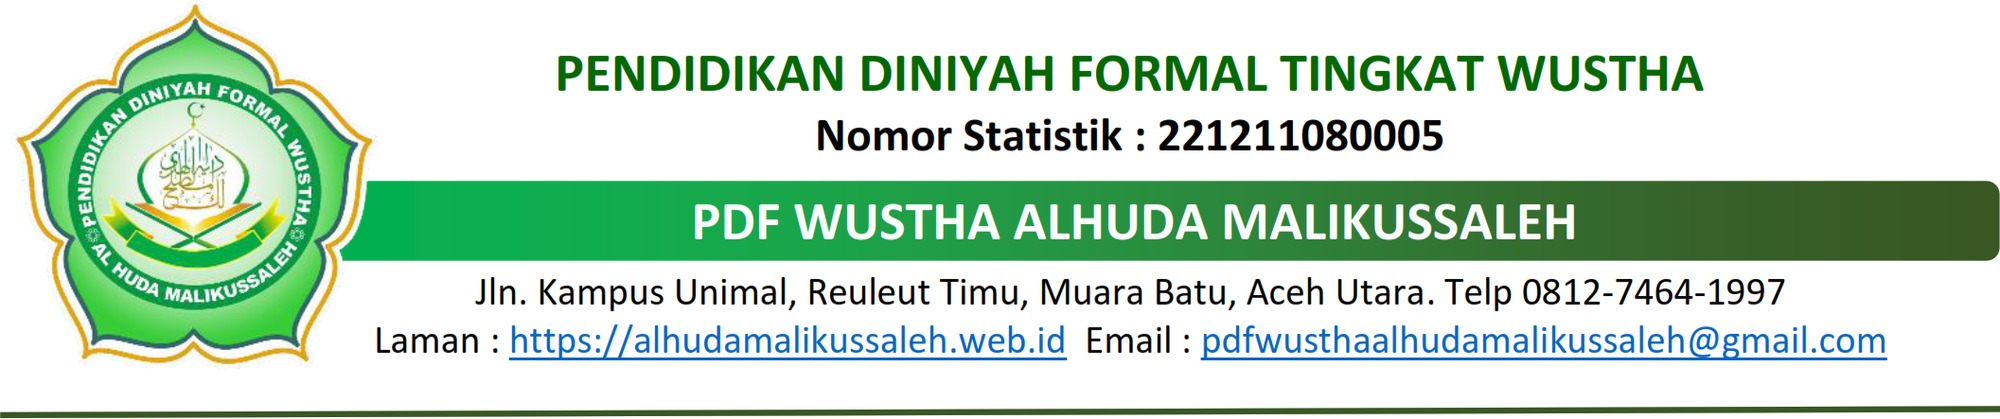 PENDIDIKAN DINIYAH FORMAL WUSTHA
AL HUDA MALIKUSSALEH
PENDIDIKAN DINIYAH FORMAL TINGKAT WUSTHA
Nomor Statistik : 221211080005
PDF WUSTHA ALHUDA MALIKUSSALEH
Jln. Kampus Unimal, Reuleut Timu, Muara Batu, Aceh Utara. Telp 0812-7464-1997
Laman : https://alhudamalikussaleh.web.id Email : pdfwusthaalhudamalikussaleh@gmail.com